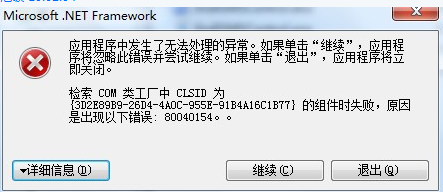 Microsoft .NET Framework
应用程序中发生了无法处理的异常。如果单击“继续”，应用程
序将忽略此错误并尝试继续。如果单击“退出”，应用程序将立
即关闭。
检索 COM 类工厂中 CLSID 为
{3D2E89B9-26D4-4A0C-955E-91B4A16C1B77} 的组件时失败，原因
是出现以下错误: 80040154。。
详细信息(D)
继续(C)
退出(Q)